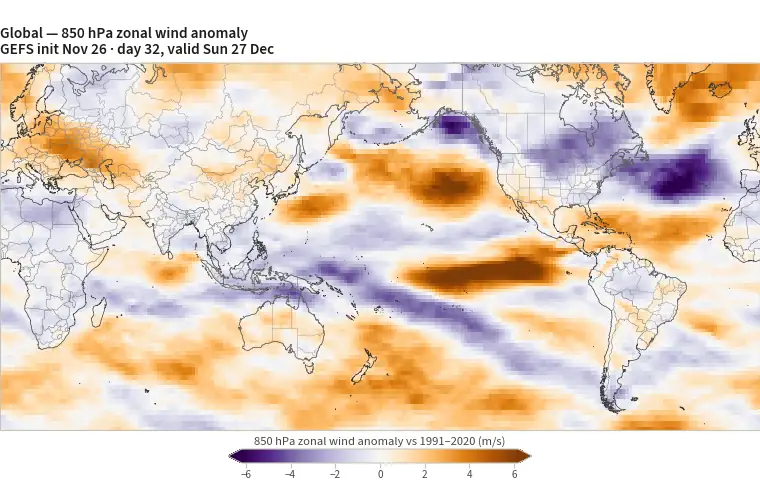 Global — 850 hPa zonal wind anomaly
GEFS init Nov 26 · day 32, valid Sun 27 Dec
850 hPa zonal wind anomaly vs 1991–2020 (m/s)
−6 −4 −2 0 2 4 6